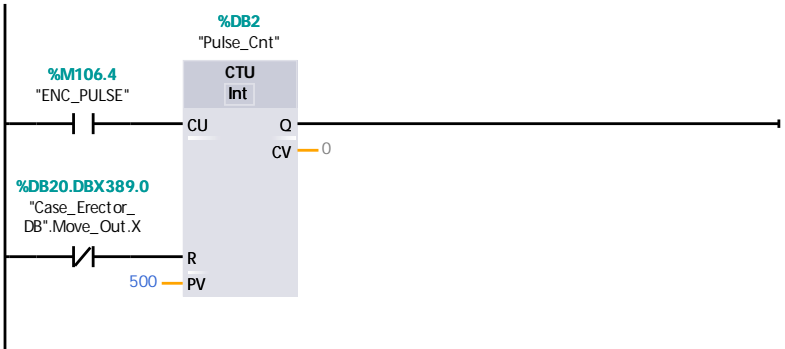 %DB2
"Pulse_Cnt"
%M106.4
"ENC_PULSE"
CTU
Int
CU
Q
CV
0
%DB20.DBX389.0
"Case_Erector_
DB".Move_Out.X
R
500
PV